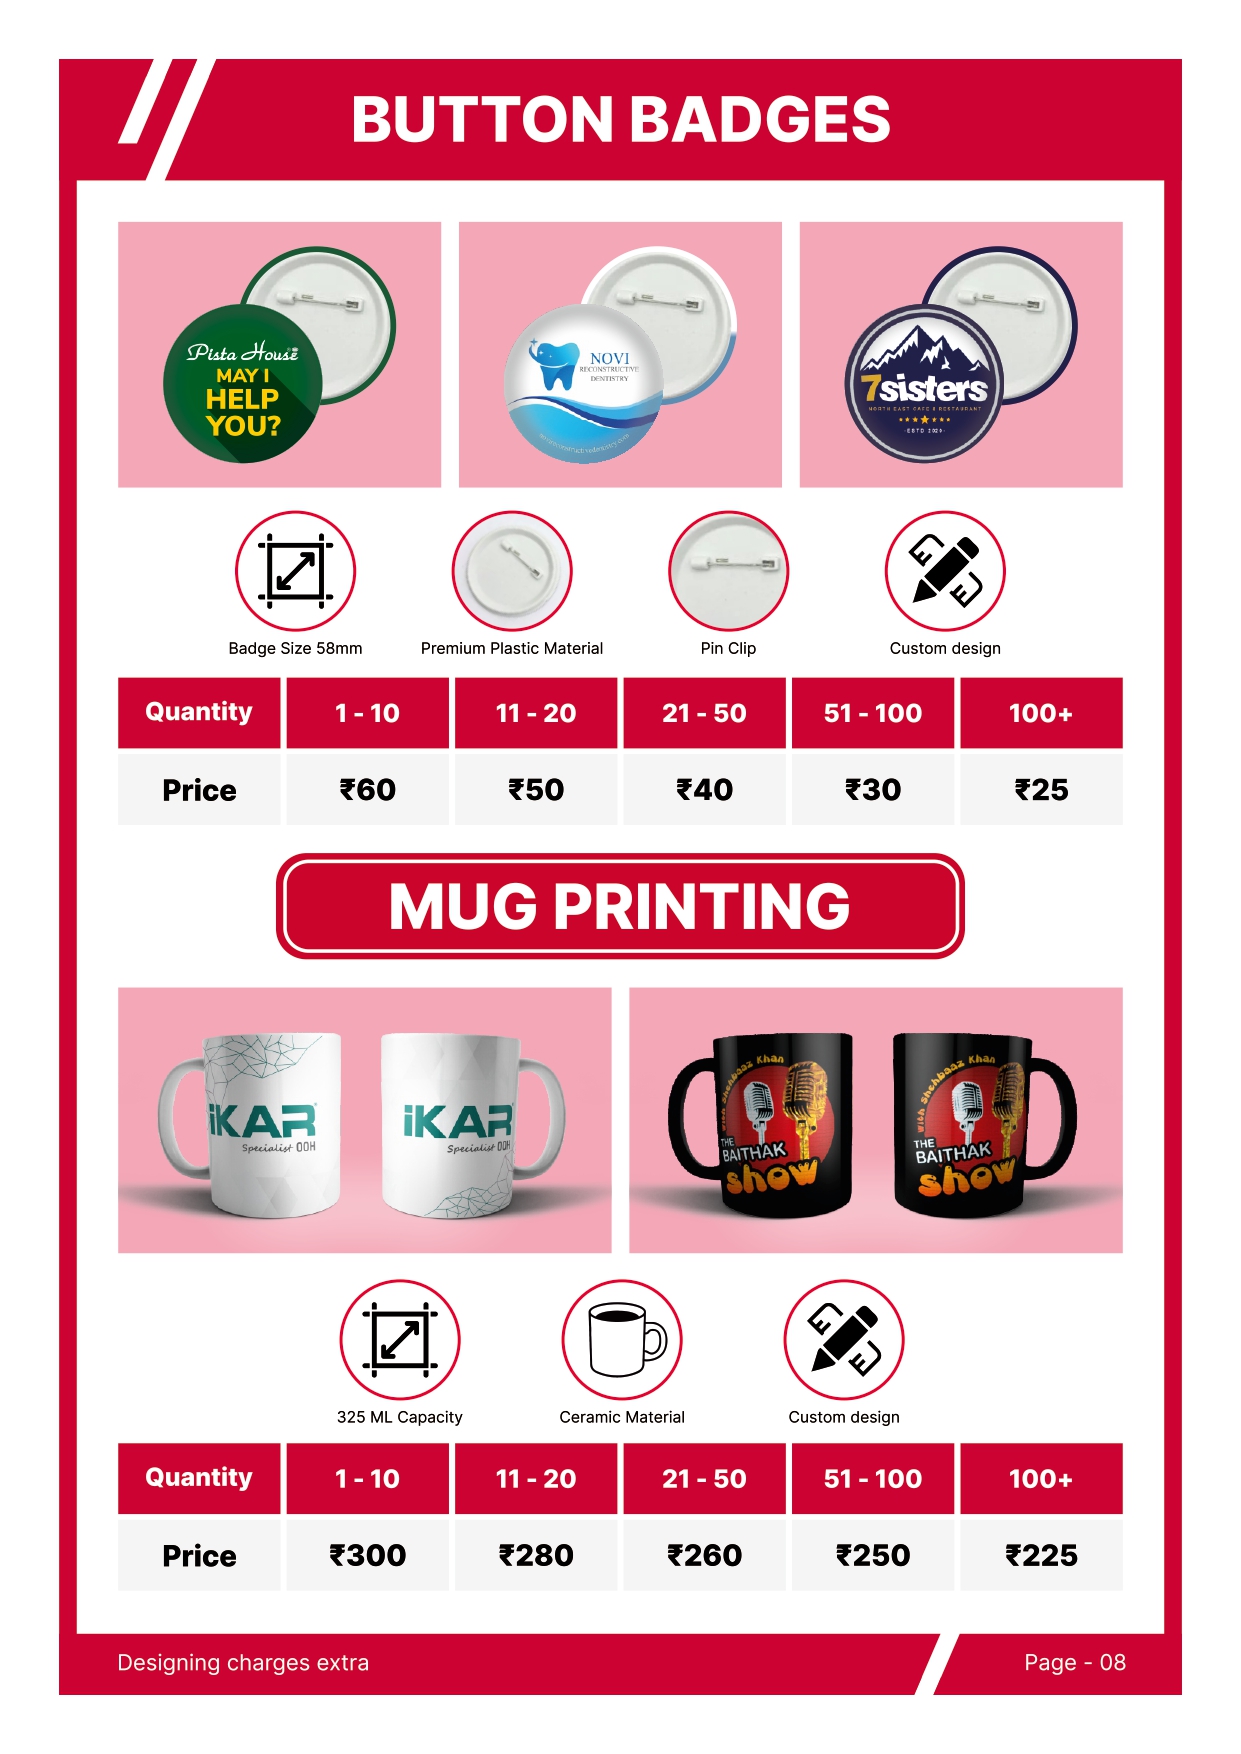 BUTTON BADGES
Pista House
MAY I
HELP
YOU?
NOVI
RECONSTRUCTIVE
DENTISTRY
novireconstructivedentistry.com
7sisters
NORTH EAST CAFE & RESTAURANT
-ESTD 2020-
Badge Size 58mm
Premium Plastic Material
Pin Clip
Custom design
Quantity 1 - 10 11 - 20 21 - 50 51 - 100 100+
Price ₹60 ₹50 ₹40 ₹30 ₹25
MUG PRINTING
iKAR
Specialist OOH
iKAR
Specialist OOH
with Shehbaaz Khan
THE
BAITHAK
show
with Shehbaaz Khan
THE
BAITHAK
show
325 ML Capacity
Ceramic Material
Custom design
Quantity 1 - 10 11 - 20 21 - 50 51 - 100 100+
Price ₹300 ₹280 ₹260 ₹250 ₹225
Designing charges extra
Page - 08